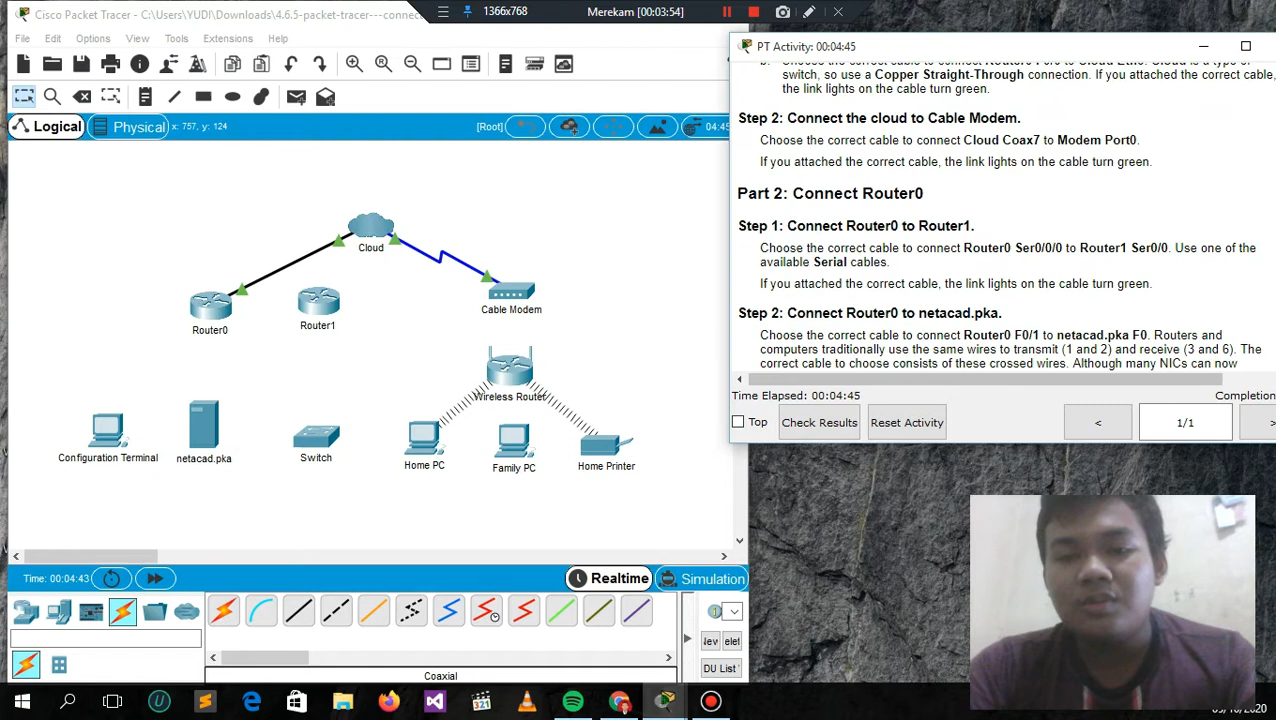 Cisco Packet Tracer - C:\Users\YUDI\Downloads\4.6.5-packet-tracer---connec
1366x768
Merekam [00:03:54]
File Edit Options View Tools Extensions Help
Logical
Physical
x: 757, y: 124
[Root]
04:45
Cloud
Router0
Router1
Cable Modem
Wireless Router
Configuration Terminal
netacad.pka
Switch
Home PC
Family PC
Home Printer
Time: 00:04:43
Realtime
Simulation
Coaxial
DU List
PT Activity: 00:04:45
switch, so use a Copper Straight-Through connection. If you attached the correct cable,
the link lights on the cable turn green.
Step 2: Connect the cloud to Cable Modem.
Choose the correct cable to connect Cloud Coax7 to Modem Port0.
If you attached the correct cable, the link lights on the cable turn green.
Part 2: Connect Router0
Step 1: Connect Router0 to Router1.
Choose the correct cable to connect Router0 Ser0/0/0 to Router1 Ser0/0. Use one of the
available Serial cables.
If you attached the correct cable, the link lights on the cable turn green.
Step 2: Connect Router0 to netacad.pka.
Choose the correct cable to connect Router0 F0/1 to netacad.pka F0. Routers and
computers traditionally use the same wires to transmit (1 and 2) and receive (3 and 6). The
correct cable to choose consists of these crossed wires. Although many NICs can now
Time Elapsed: 00:04:45
Completion
Top
Check Results
Reset Activity
<
1/1
>
321